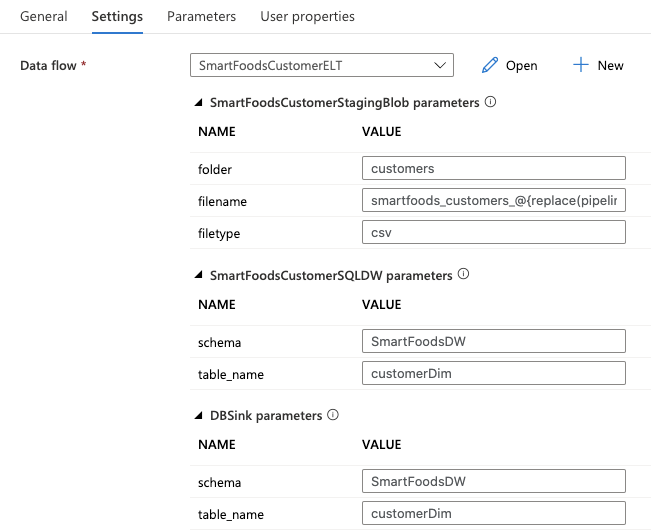 General Settings Parameters User properties
Data flow * SmartFoodsCustomerELT Open New
SmartFoodsCustomerStagingBlob parameters
NAME VALUE
folder customers
filename smartfoods_customers_@{replace(pipelin
filetype csv
SmartFoodsCustomerSQLDW parameters
NAME VALUE
schema SmartFoodsDW
table_name customerDim
DBSink parameters
NAME VALUE
schema SmartFoodsDW
table_name customerDim